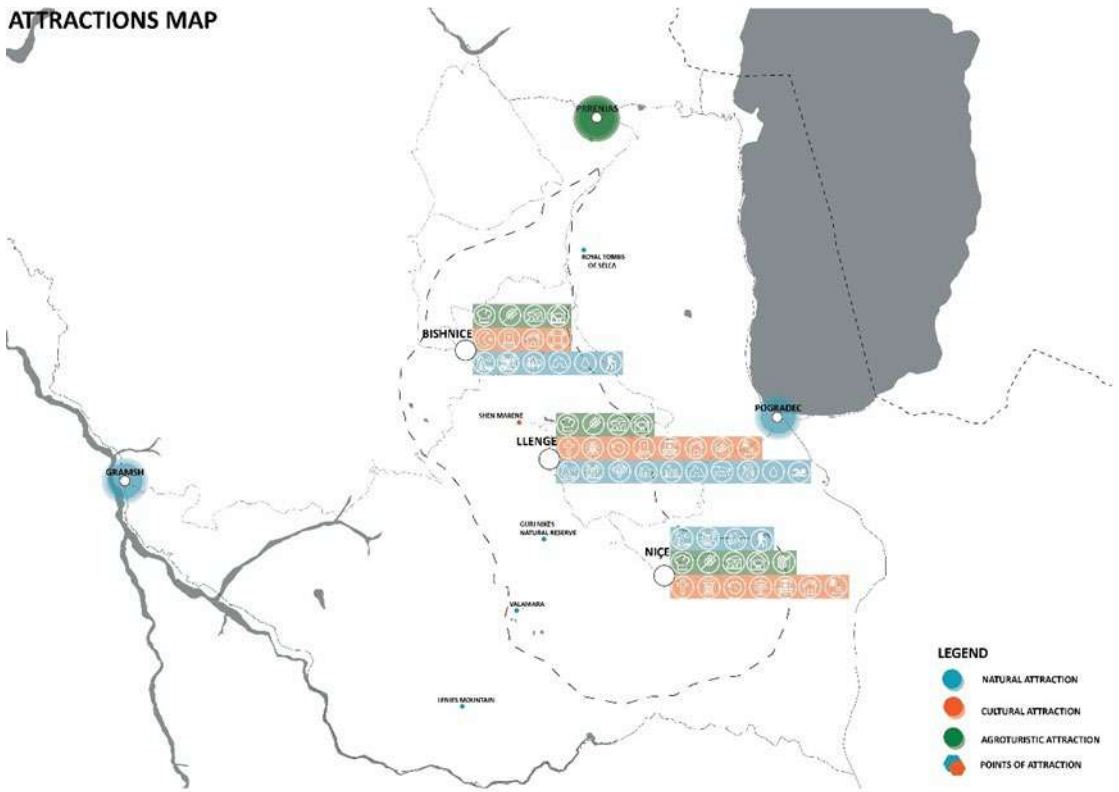 ATTRACTIONS MAP
PRRENJAS
ROYAL TOMBS
OF SELCA
BISHNICE
SHEN MARENE
POGRADEC
LLENGE
GRAMSH
GURI NIKES
NATURAL RESERVE
NIÇE
VALAMARA
LENIES MOUNTAIN
LEGEND
NATURAL ATTRACTION
CULTURAL ATTRACTION
AGROTURISTIC ATTRACTION
POINTS OF ATTRACTION